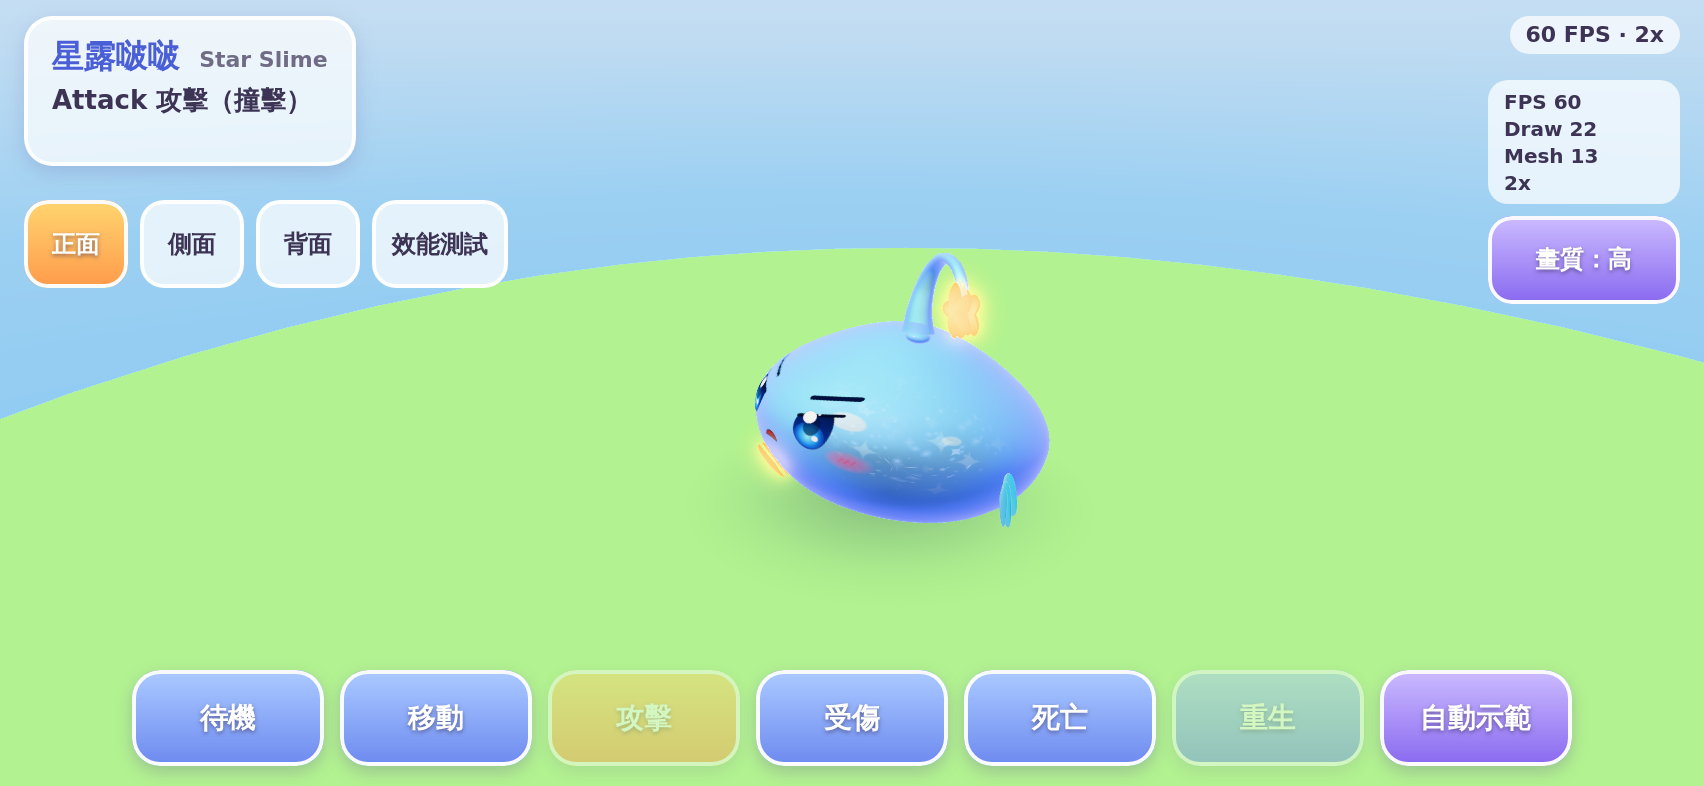 星露啵啵 Star Slime
Attack 攻擊（撞擊）
60 FPS · 2x
FPS 60
Draw 22
Mesh 13
2x
正面
側面
背面
效能測試
畫質：高
待機
移動
攻擊
受傷
死亡
重生
自動示範